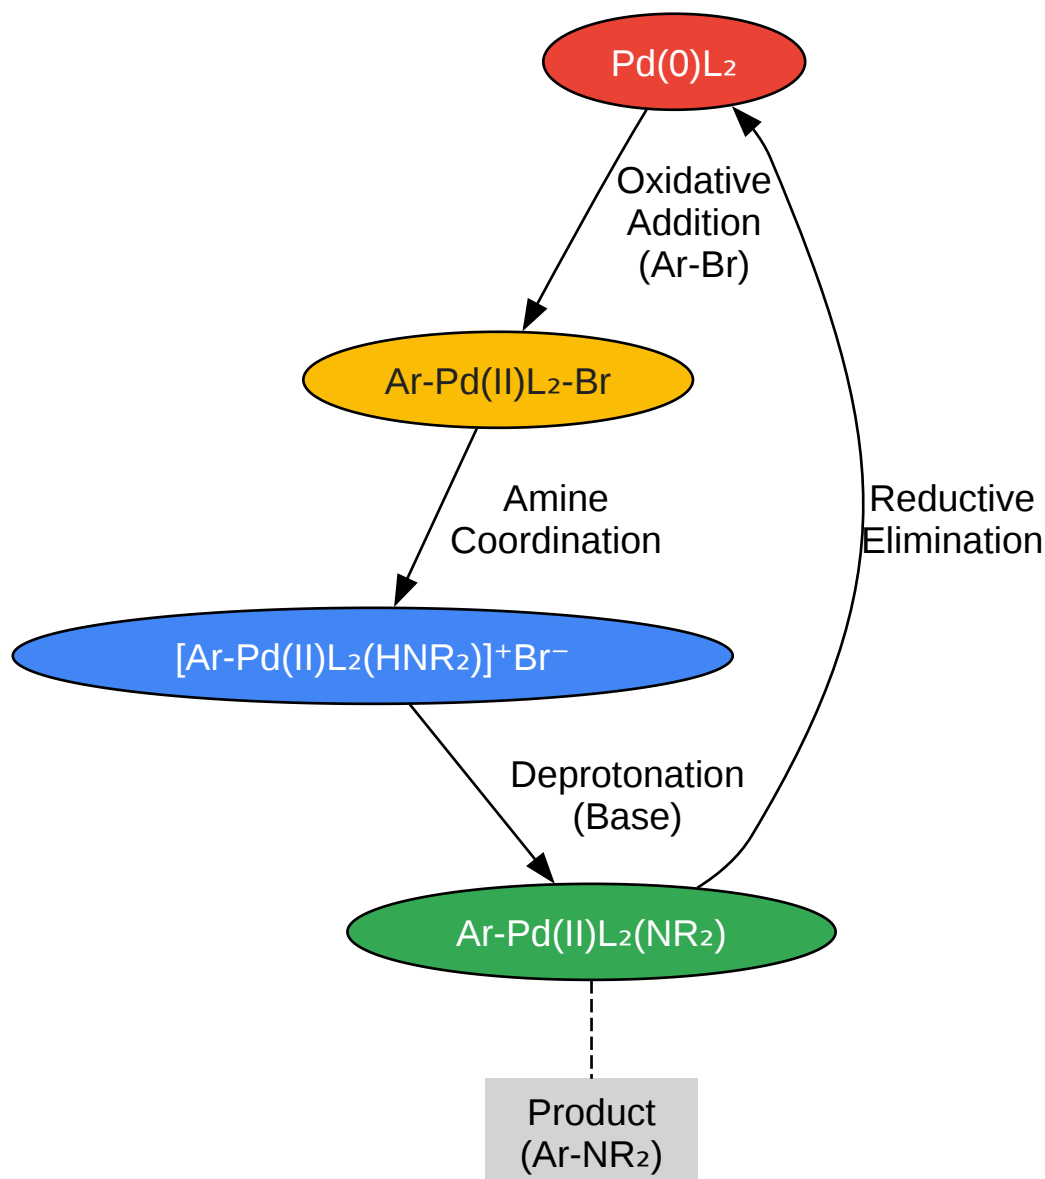 Pd(0)L₂
Oxidative
Addition
(Ar-Br)
Ar-Pd(II)L₂-Br
Amine
Coordination
Reductive
Elimination
[Ar-Pd(II)L₂(HNR₂)]⁺Br⁻
Deprotonation
(Base)
Ar-Pd(II)L₂(NR₂)
Product
(Ar-NR₂)